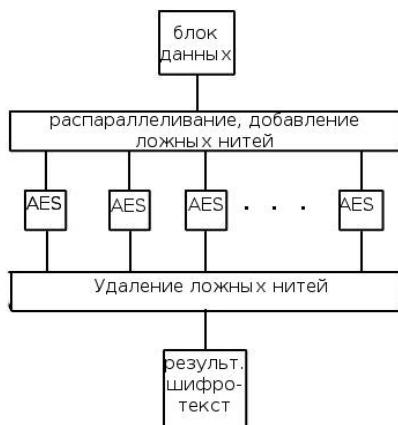 блок
данных
распараллеливание, добавление
ложных нитей
AES AES AES . . . AES
Удаление ложных нитей
результ.
шифро-
текст